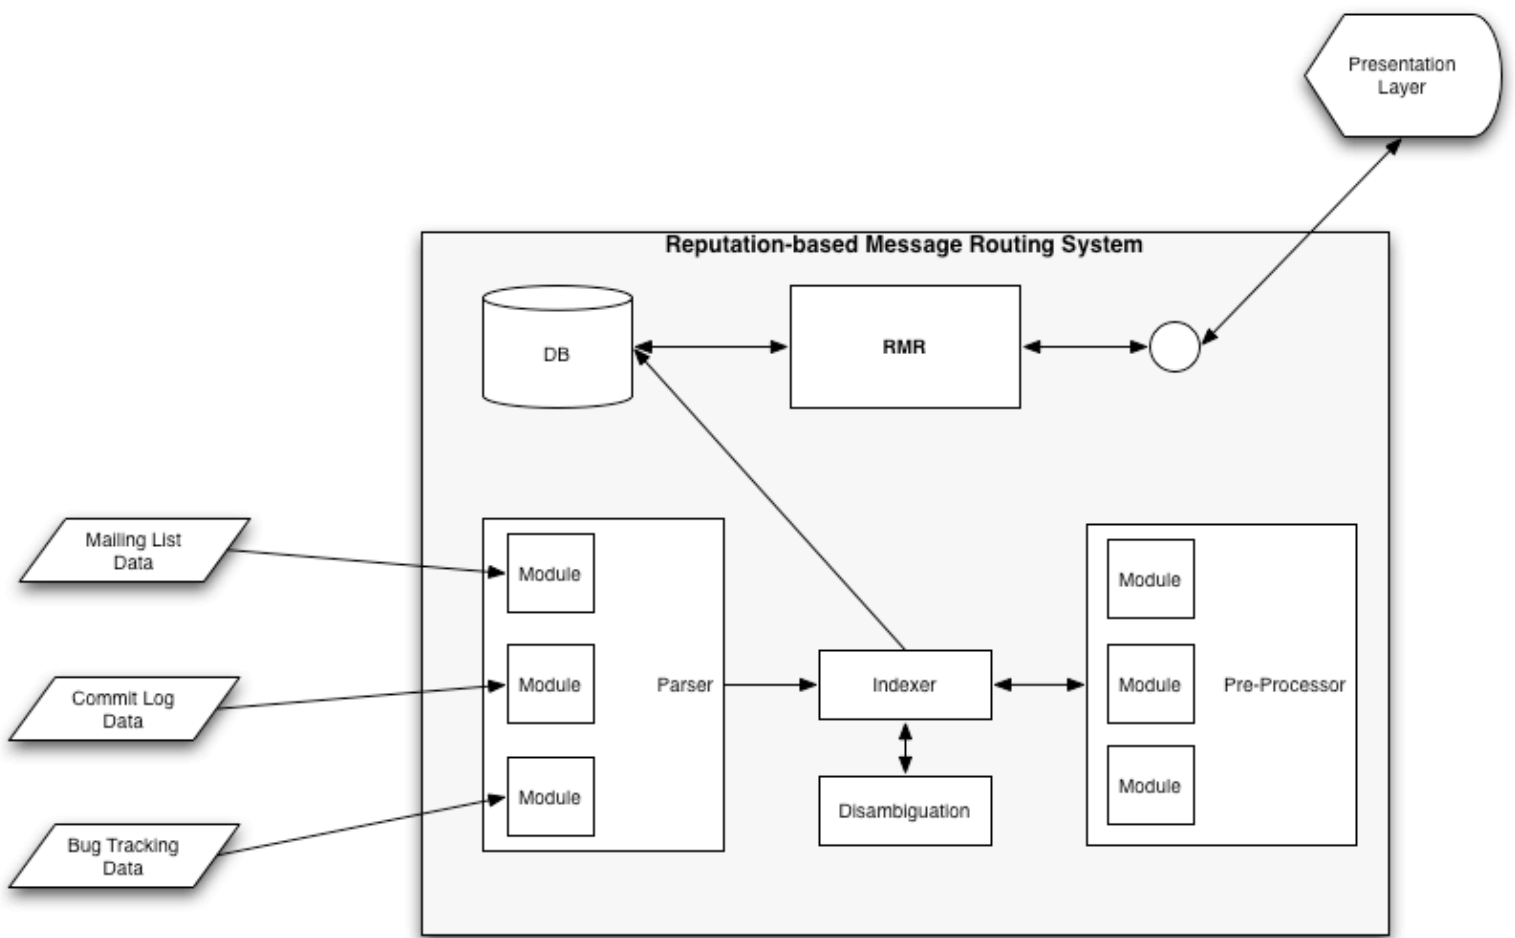 Presentation
Layer
Reputation-based Message Routing System
DB
RMR
Mailing List
Data
Module
Module
Commit Log
Data
Module
Parser
Indexer
Module
Pre-Processor
Bug Tracking
Data
Module
Disambiguation
Module